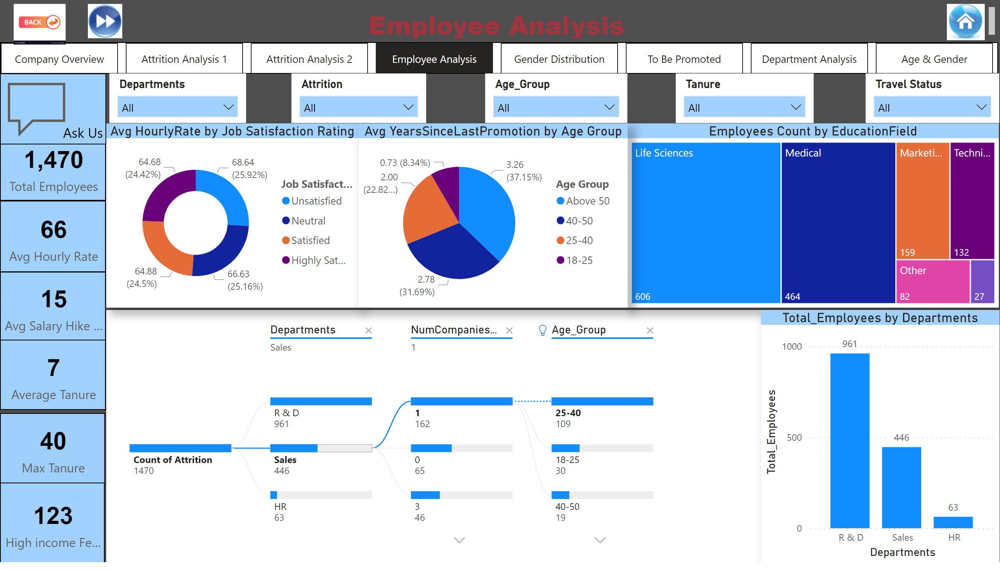 BACK
Employee Analysis
Company Overview
Attrition Analysis 1
Attrition Analysis 2
Employee Analysis
Gender Distribution
To Be Promoted
Department Analysis
Age & Gender
Ask Us
Departments
All
Attrition
All
Age_Group
All
Tanure
All
Travel Status
All
1,470
Total Employees
66
Avg Hourly Rate
15
Avg Salary Hike ...
7
Average Tanure
40
Max Tanure
123
High income Fe...
Avg HourlyRate by Job Satisfaction Rating
64.68
(24.42%)
68.64
(25.92%)
64.88
(24.5%)
66.63
(25.16%)
Job Satisfact...
Unsatisfied
Neutral
Satisfied
Highly Sat...
Avg YearsSinceLastPromotion by Age Group
0.73 (8.34%)
2.00
(22.82...)
3.26
(37.15%)
2.78
(31.69%)
Age Group
Above 50
40-50
25-40
18-25
Employees Count by EducationField
Life Sciences
606
Medical
464
Marketi...
159
Techni...
132
Other
82
27
Departments
Sales
NumCompanies...
1
Age_Group
Count of Attrition
1470
R & D
961
Sales
446
HR
63
1
162
0
65
3
46
25-40
109
18-25
30
40-50
19
Total_Employees by Departments
Total_Employees
1000
500
0
961
446
63
R & D
Sales
HR
Departments